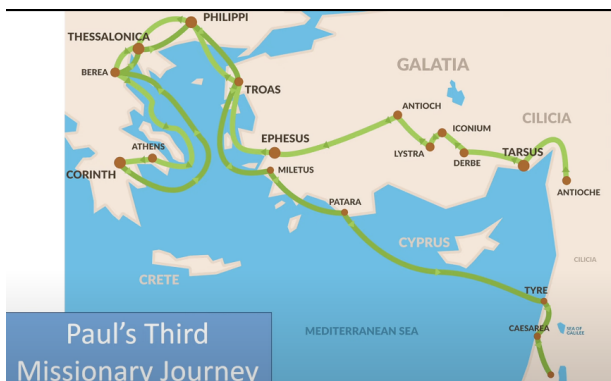 PHILIPPI
THESSALONICA
BEREA
TROAS
GALATIA
ANTIOCH
CILICIA
ICONIUM
LYSTRA
DERBE
TARSUS
ANTIOCHE
ATHENS
CORINTH
EPHESUS
MILETUS
PATARA
CYPRUS
CILICIA
CRETE
TYRE
MEDITERRANEAN SEA
CAESAREA
SEA OF
GALILEE
Paul's Third
Missionary Journey